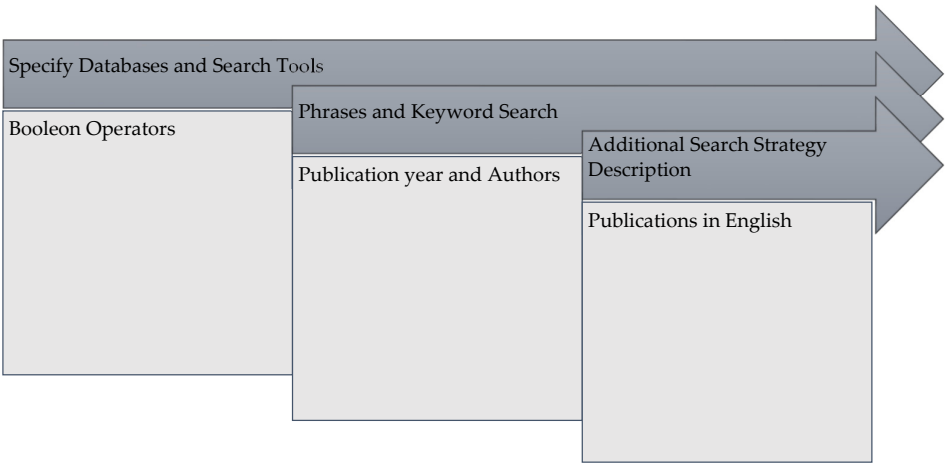 Specify Databases and Search Tools
Booleon Operators
Phrases and Keyword Search
Publication year and Authors
Additional Search Strategy
Description
Publications in English